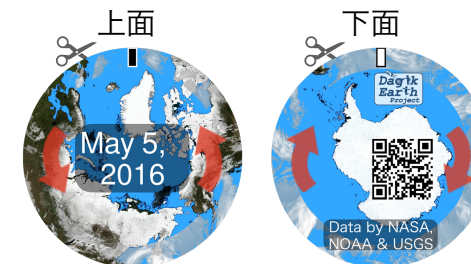 上面
下面
May 5,
2016
Dagik
Earth
Project
Data by NASA,
NOAA & USGS